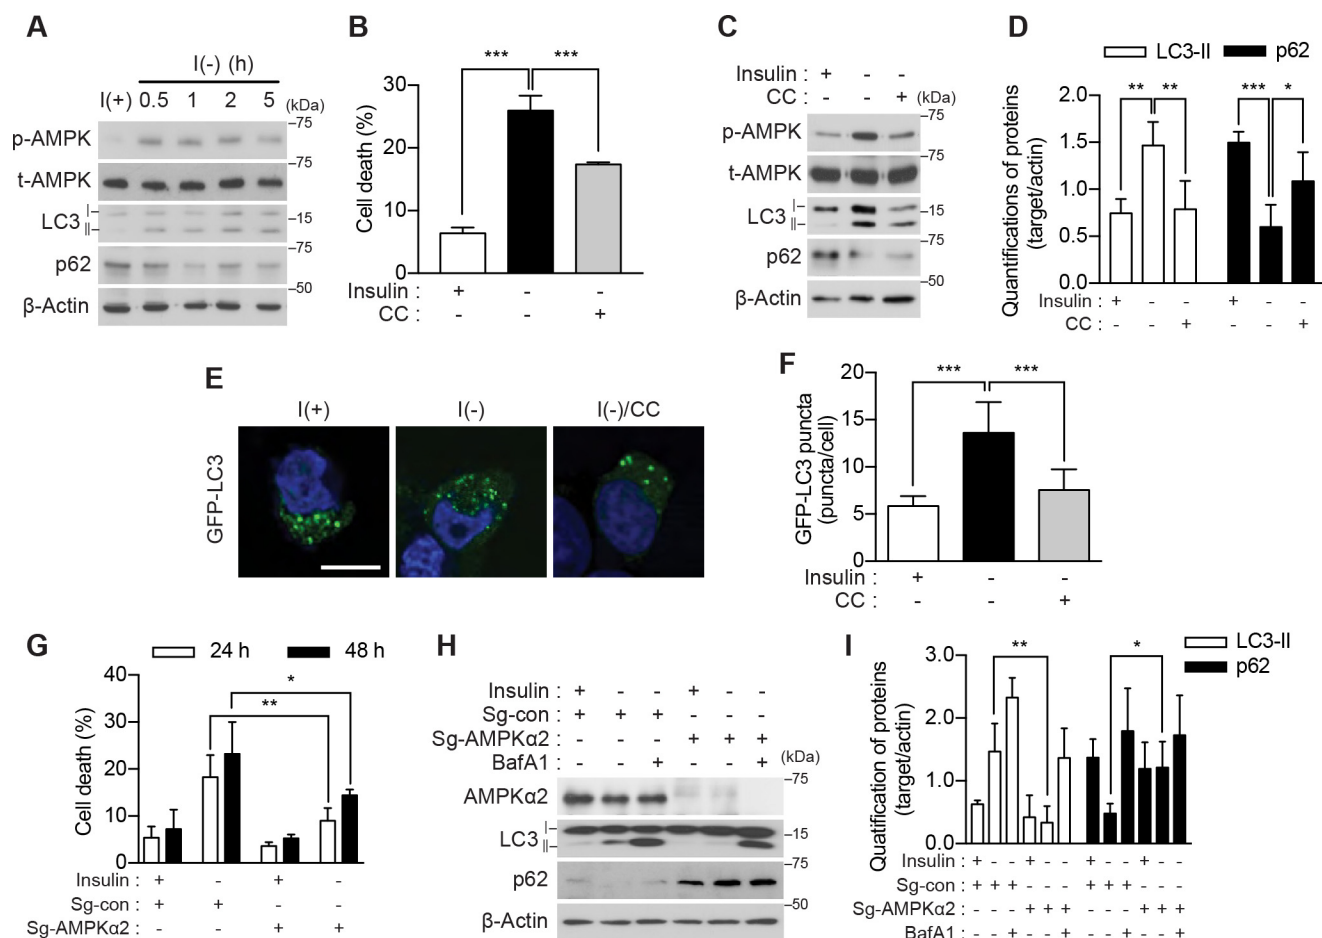 A
I(-) (h)
I(+) 0.5 1 2 5 (kDa)
p-AMPK –75
t-AMPK –75
LC3 I II –15
p62 –75
β-Actin –50
B
*** ***
Cell death (%)
30
20
10
0
Insulin : + - -
CC : - - +
C
Insulin : + - -
CC : - - + (kDa)
p-AMPK –75
t-AMPK –75
LC3 I II –15
p62 –75
β-Actin –50
D
LC3-II p62
** ** *** *
Quantifications of proteins
(target/actin)
2.0
1.5
1.0
0.5
0.0
Insulin : + - - + - -
CC : - - + - - +
E
I(+) I(-) I(-)/CC
GFP-LC3
F
*** ***
GFP-LC3 puncta
(puncta/cell)
20
15
10
5
0
Insulin : + - -
CC : - - +
G
24 h 48 h
*
**
Cell death (%)
40
30
20
10
0
Insulin : + - + -
Sg-con : + + - -
Sg-AMPKα2 : - - + +
H
Insulin : + - - + - -
Sg-con : + + + - - -
Sg-AMPKα2 : - - - + + +
BafA1 : - - + - - + (kDa)
AMPKα2 –75
LC3 I II –15
p62 –75
β-Actin –50
I
LC3-II
p62
** *
Quatification of proteins
(target/actin)
3.0
2.0
1.0
0.0
Insulin : + - - + - - + - - + - -
Sg-con : + + + - - - + + + - - -
Sg-AMPKα2 : - - - + + + - - - + + +
BafA1 : - - + - - + - - + - - +